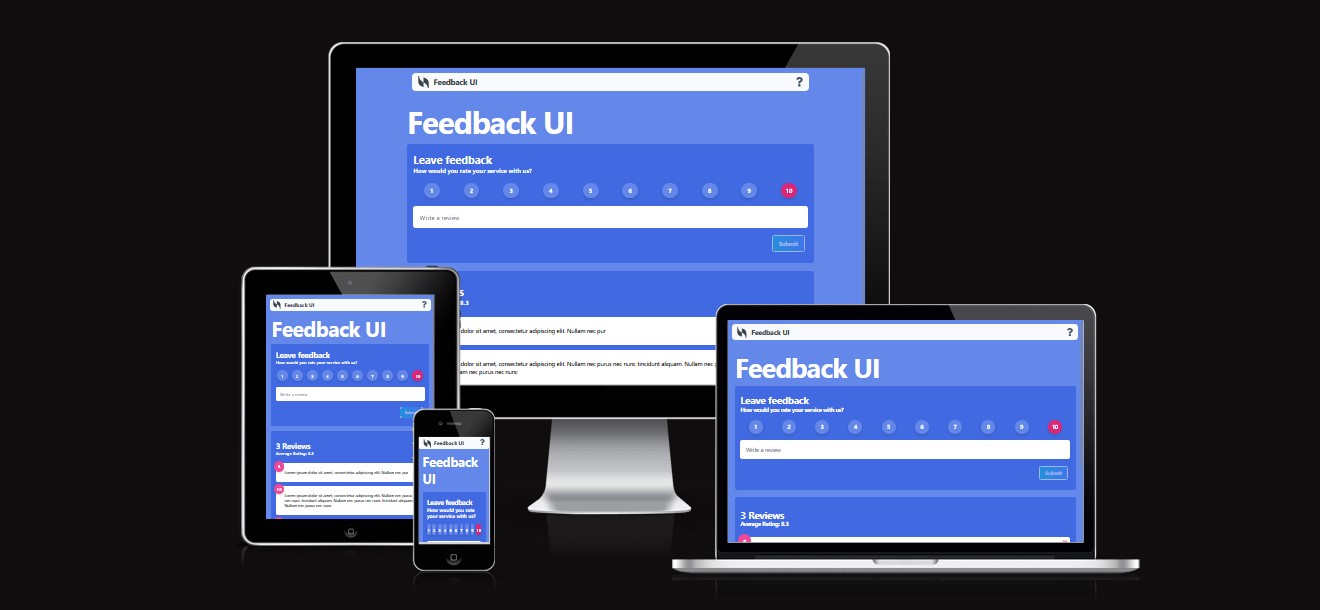 Feedback UI
?
Feedback UI
Leave feedback
How would you rate your service with us?
1 2 3 4 5 6 7 8 9 10
Write a review
Submit
s
8.3
dolor sit amet, consectetur adipiscing elit. Nullam nec pur
dolor sit amet, consectetur adipiscing elit. Nullam nec purus nec nunc tincidunt aliquam. Nullam nec p
am nec purus nec nunc
Feedback UI
?
Feedback UI
Leave feedback
How would you rate your service with us?
1 2 3 4 5 6 7 8 9 10
Write a review
3 Reviews
Average Rating: 8.3
8
Lorem ipsum dolor sit amet, consectetur adipiscing elit. Nullam nec pur
10
Lorem ipsum dolor sit amet, consectetur adipiscing elit. Nullam nec purus
nec nunc tincidunt aliquam. Nullam nec purus nec nunc tincidunt aliquam.
Nullam nec purus nec nunc
Feedback UI
?
Feedback
UI
Leave feedback
How would you rate
your service with us?
1 2 3 4 5 6 7 8 9 10
Feedback UI
?
Feedback UI
Leave feedback
How would you rate your service with us?
1 2 3 4 5 6 7 8 9 10
Write a review
Submit
3 Reviews
Average Rating: 8.3